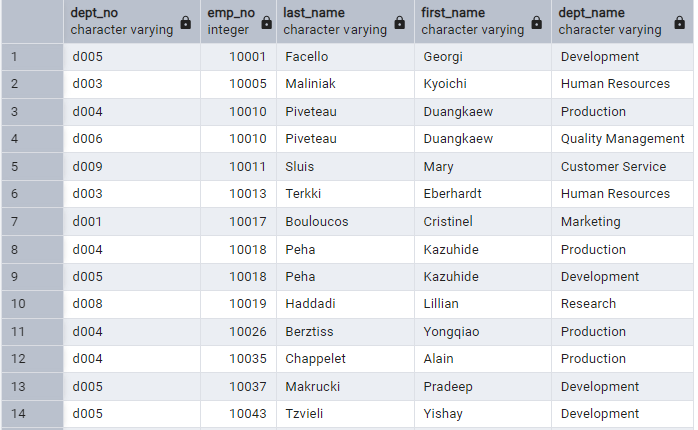 dept_no emp_no last_name first_name dept_name
character varying integer character varying character varying character varying
1 d005 10001 Facello Georgi Development
2 d003 10005 Maliniak Kyoichi Human Resources
3 d004 10010 Piveteau Duangkaew Production
4 d006 10010 Piveteau Duangkaew Quality Management
5 d009 10011 Sluis Mary Customer Service
6 d003 10013 Terkki Eberhardt Human Resources
7 d001 10017 Bouloucos Cristinel Marketing
8 d004 10018 Peha Kazuhide Production
9 d005 10018 Peha Kazuhide Development
10 d008 10019 Haddadi Lillian Research
11 d004 10026 Berztiss Yongqiao Production
12 d004 10035 Chappelet Alain Production
13 d005 10037 Makrucki Pradeep Development
14 d005 10043 Tzvieli Yishay Development